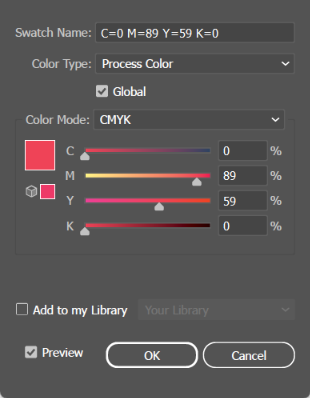 Swatch Name: C=0 M=89 Y=59 K=0
Color Type: Process Color
Global
Color Mode: CMYK
C 0 %
M 89 %
Y 59 %
K 0 %
Add to my Library Your Library
Preview OK Cancel